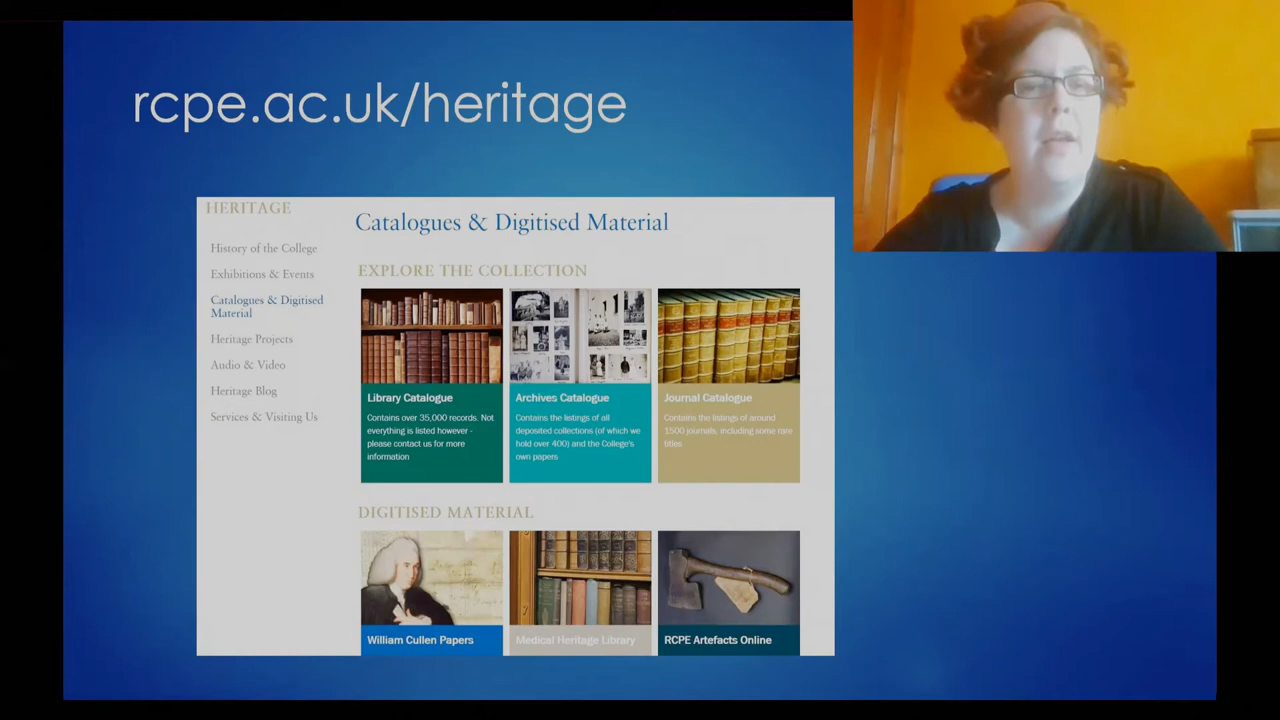 rcpe.ac.uk/heritage
HERITAGE
History of the College
Exhibitions & Events
Catalogues & Digitised
Material
Heritage Projects
Audio & Video
Heritage Blog
Services & Visiting Us
Catalogues & Digitised Material
EXPLORE THE COLLECTION
Library Catalogue
Contains over 35,000 records. Not
everything is listed however -
please contact us for more
information
Archives Catalogue
Contains the listings of all
deposited collections (of which we
hold over 400) and the College's
own papers
Journal Catalogue
Contains the listings of around
1500 journals, including some rare
titles
DIGITISED MATERIAL
William Cullen Papers
Medical Heritage Library
RCPE Artefacts Online